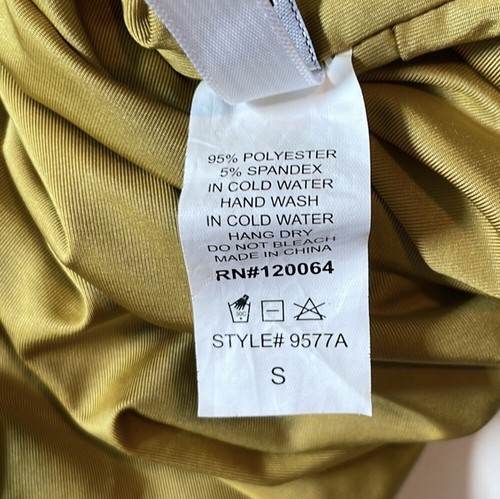 95% POLYESTER
5% SPANDEX
IN COLD WATER
HAND WASH
IN COLD WATER
HANG DRY
DO NOT BLEACH
MADE IN CHINA
RN#120064
30C
STYLE# 9577A
S